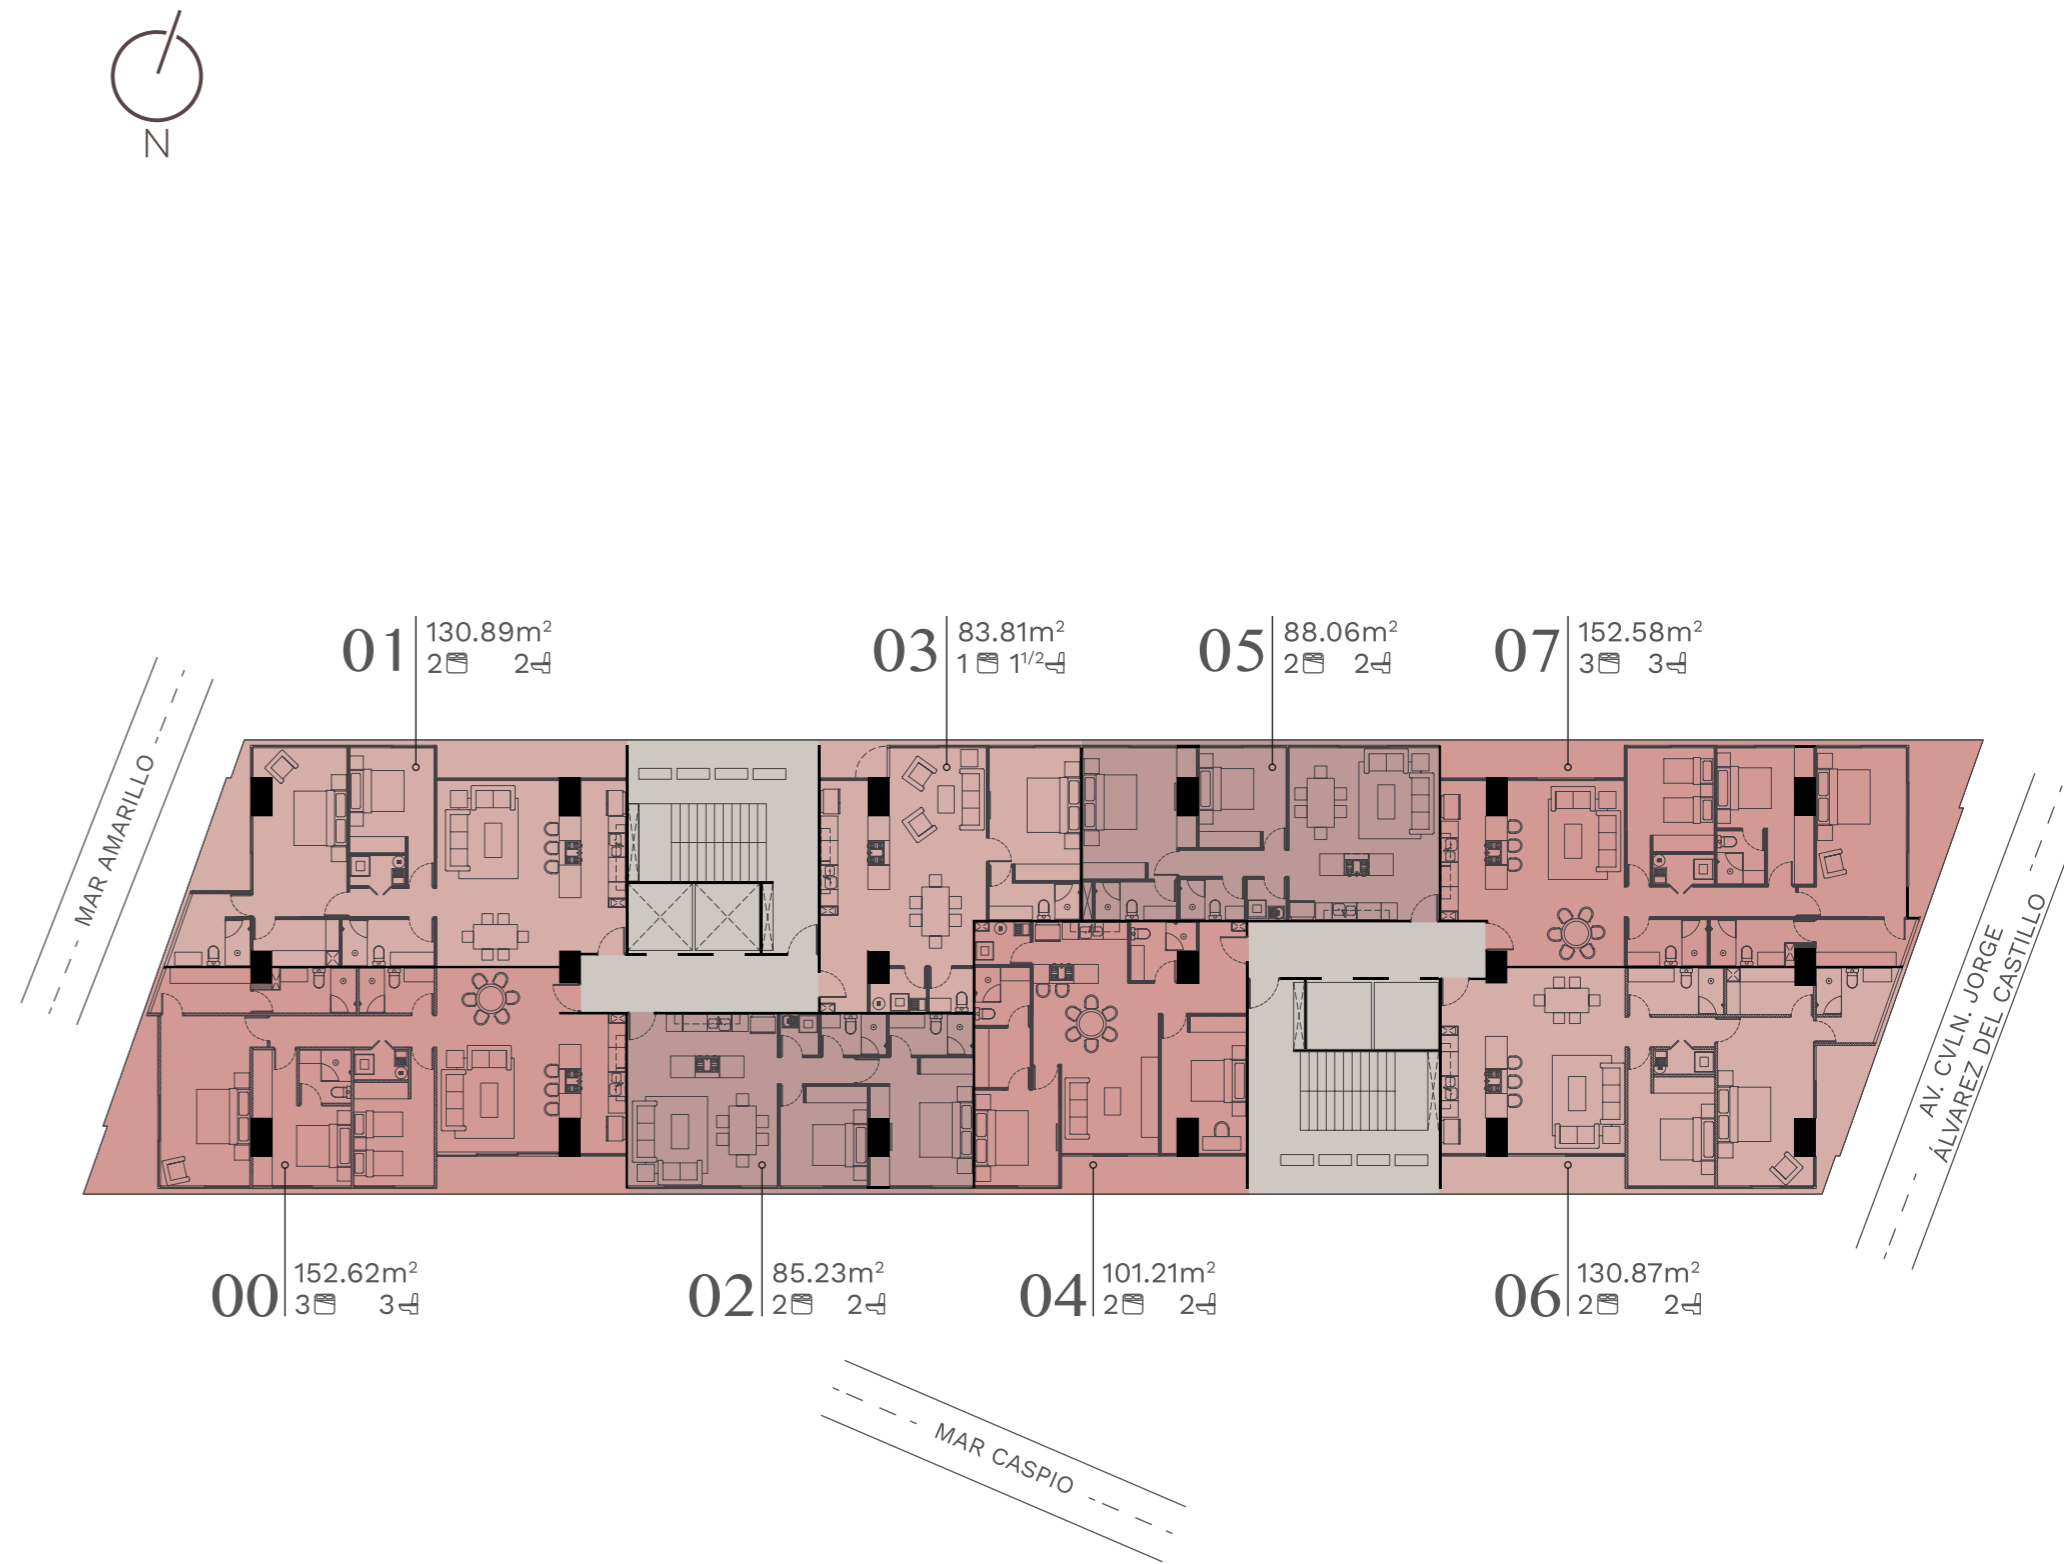 N
01
130.89m²
2 2
03
83.81m²
1 1¹/²
05
88.06m²
2 2
07
152.58m²
3 3
MAR AMARILLO
AV. CVLN. JORGE
ÁLVAREZ DEL CASTILLO
00
152.62m²
3 3
02
85.23m²
2 2
04
101.21m²
2 2
06
130.87m²
2 2
MAR CASPIO